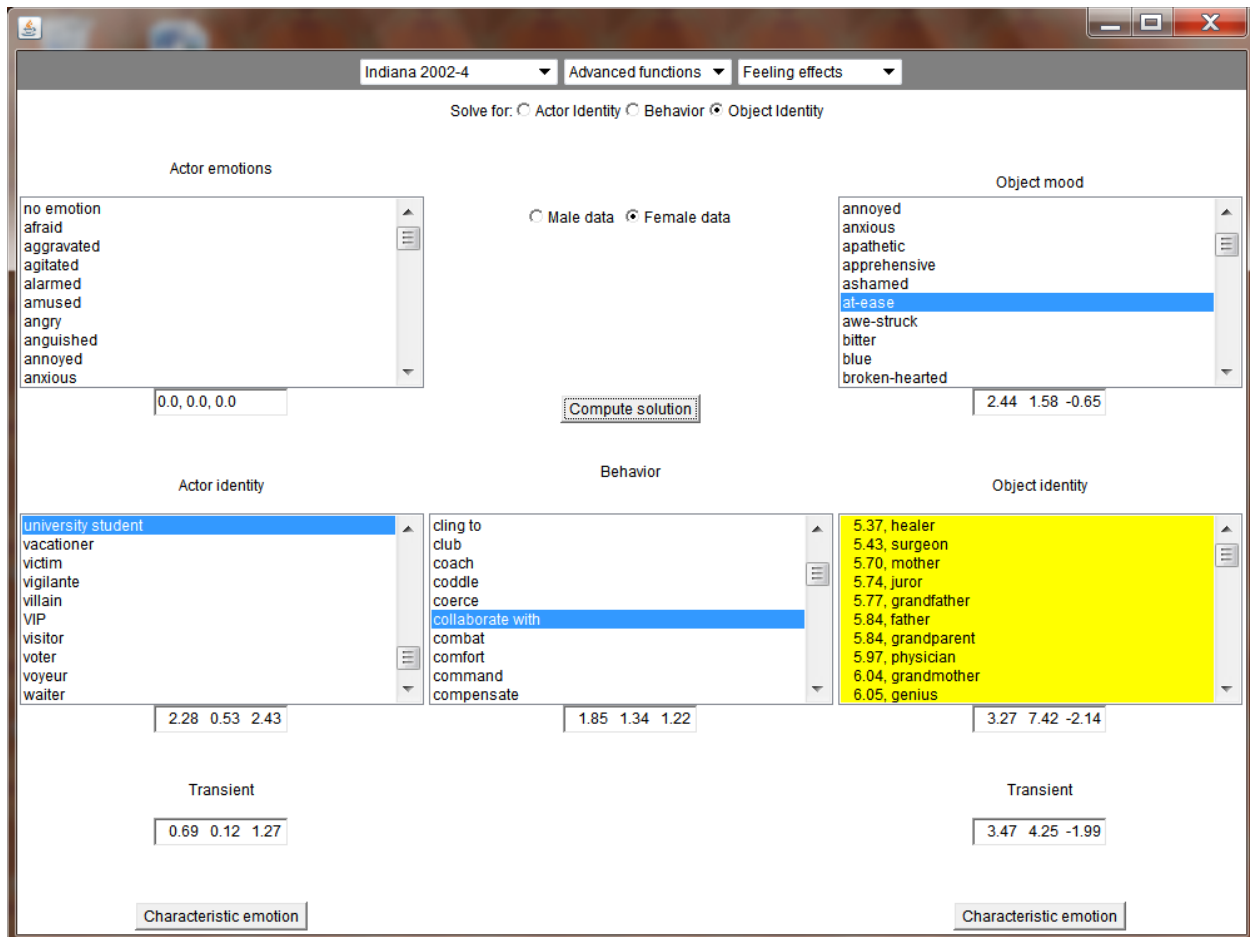 Indiana 2002-4 Advanced functions Feeling effects
Solve for: Actor Identity Behavior Object Identity
Actor emotions
Object mood
no emotion
afraid
aggravated
agitated
alarmed
amused
angry
anguished
annoyed
anxious
0.0, 0.0, 0.0
Male data Female data
Compute solution
annoyed
anxious
apathetic
apprehensive
ashamed
at-ease
awe-struck
bitter
blue
broken-hearted
2.44 1.58 -0.65
Actor identity
Behavior
Object identity
university student
vacationer
victim
vigilante
villain
VIP
visitor
voter
voyeur
waiter
2.28 0.53 2.43
cling to
club
coach
coddle
coerce
collaborate with
combat
comfort
command
compensate
1.85 1.34 1.22
5.37, healer
5.43, surgeon
5.70, mother
5.74, juror
5.77, grandfather
5.84, father
5.84, grandparent
5.97, physician
6.04, grandmother
6.05, genius
3.27 7.42 -2.14
Transient
0.69 0.12 1.27
Transient
3.47 4.25 -1.99
Characteristic emotion
Characteristic emotion